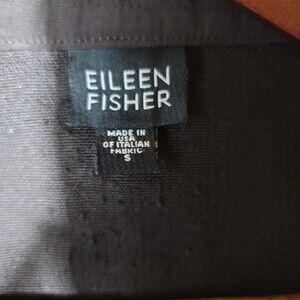 EILEEN
FISHER
MADE IN
USA
OF ITALIAN
FABRIC
S